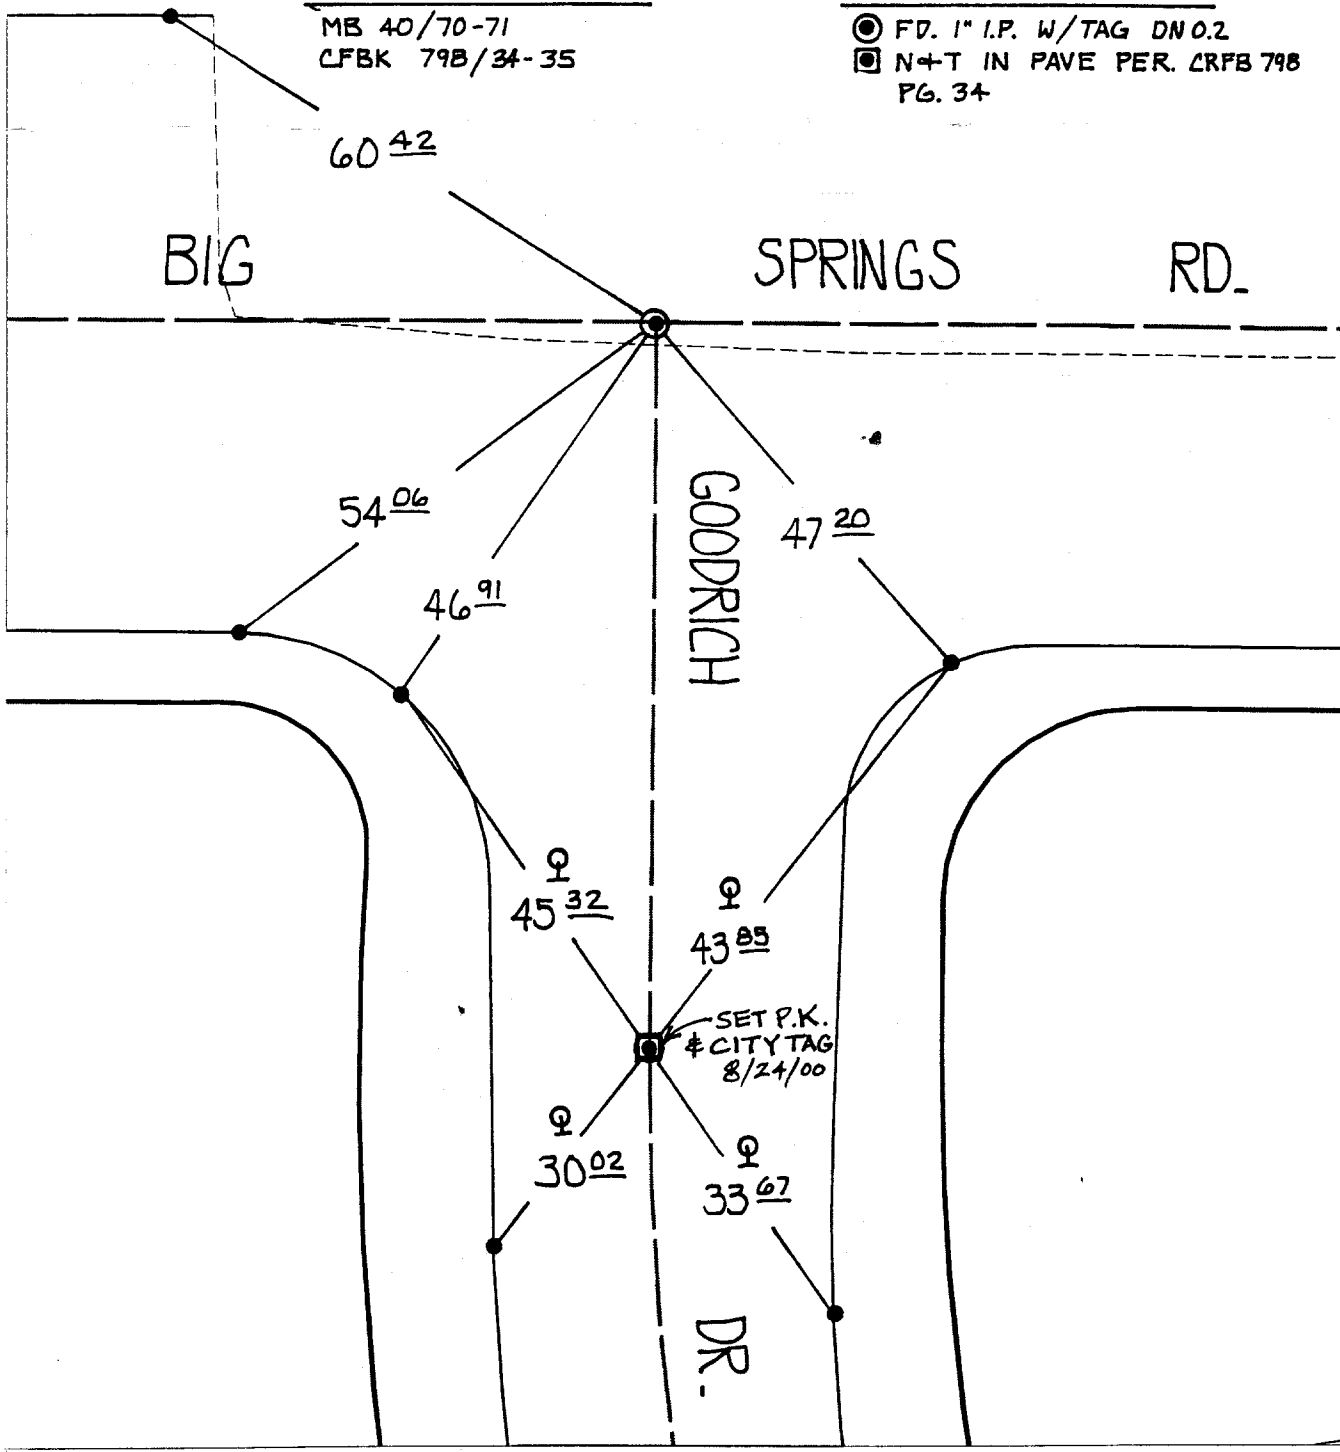 MB 40/70-71
CFBK 79B/34-35
FD. 1" I.P. W/TAG DN 0.2
N+T IN PAVE PER. CRFB 79B
PG. 34
60 42
BIG SPRINGS RD.
54 06
46 91
47 20
GOODRICH DR.
45 32
43 85
SET P.K.
& CITY TAG
8/24/00
30 02
33 67